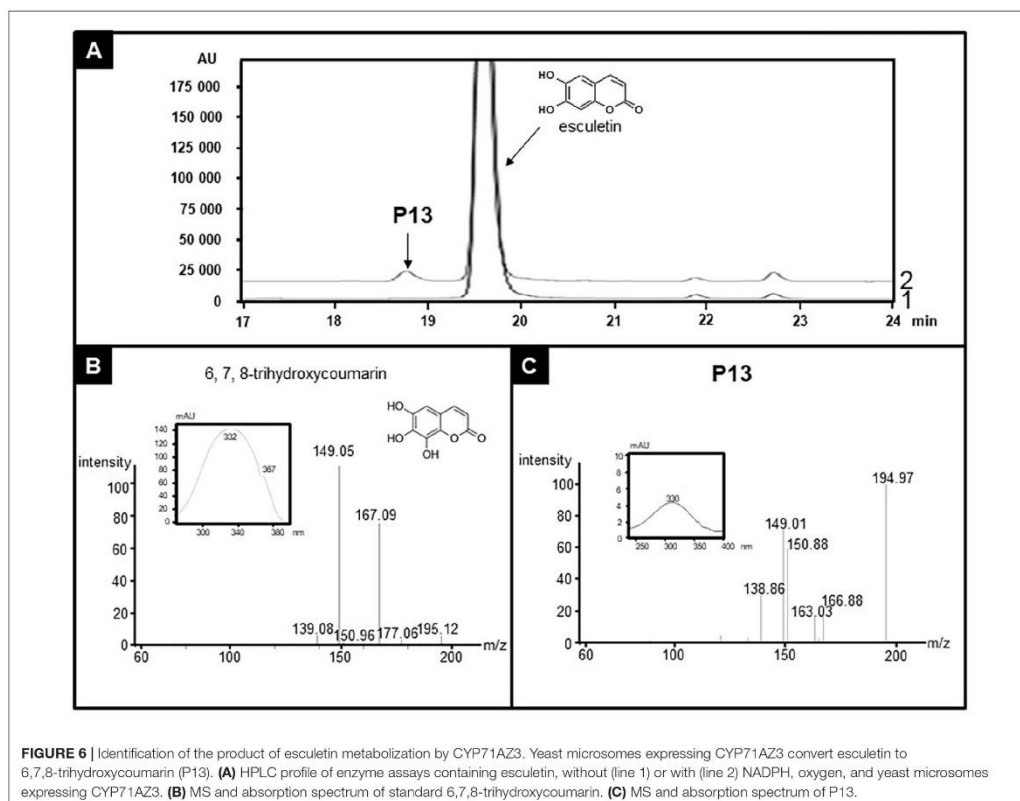 A
AU
175 000
150 000
125 000
100 000
75 000
50 000
25 000
0
HO
HO
O
O
esculetin
P13
2
1
17 18 19 20 21 22 23 24 min
B
6, 7, 8-trihydroxycoumarin
mAU
140
120
100
80
60
40
20
0
332
367
300 340 380 nm
HO
HO
OH
O
O
intensity
100
80
60
40
20
0
149.05
167.09
139.08
150.96
177.06
195.12
m/z
60 100 150 200
C
P13
mAU
10
8
6
4
2
0
330
250 300 350 400 nm
intensity
100
80
60
40
20
0
194.97
149.01
150.88
138.86
166.88
163.03
m/z
60 100 150 200
FIGURE 6 | Identification of the product of esculetin metabolization by CYP71AZ3. Yeast microsomes expressing CYP71AZ3 convert esculetin to
6,7,8-trihydroxycoumarin (P13). (A) HPLC profile of enzyme assays containing esculetin, without (line 1) or with (line 2) NADPH, oxygen, and yeast microsomes
expressing CYP71AZ3. (B) MS and absorption spectrum of standard 6,7,8-trihydroxycoumarin. (C) MS and absorption spectrum of P13.